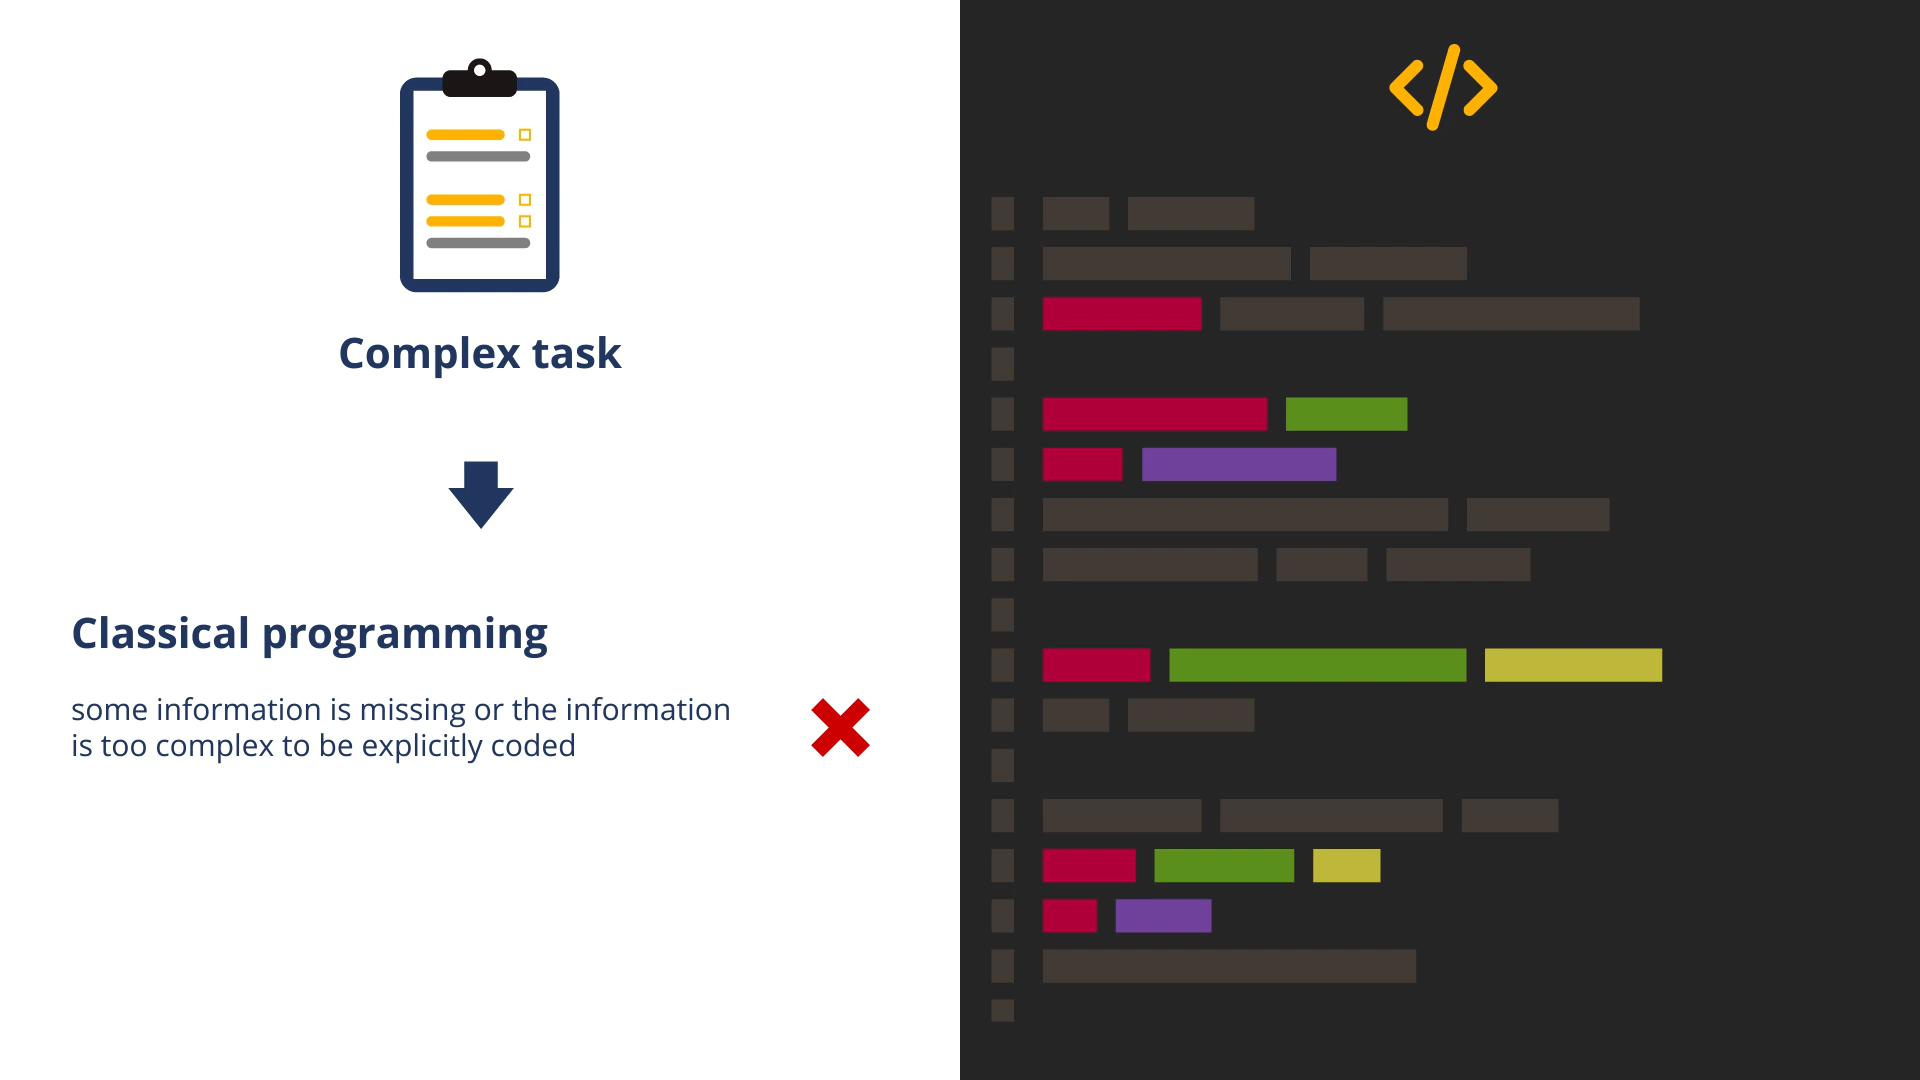 Complex task
Classical programming
some information is missing or the information
is too complex to be explicitly coded